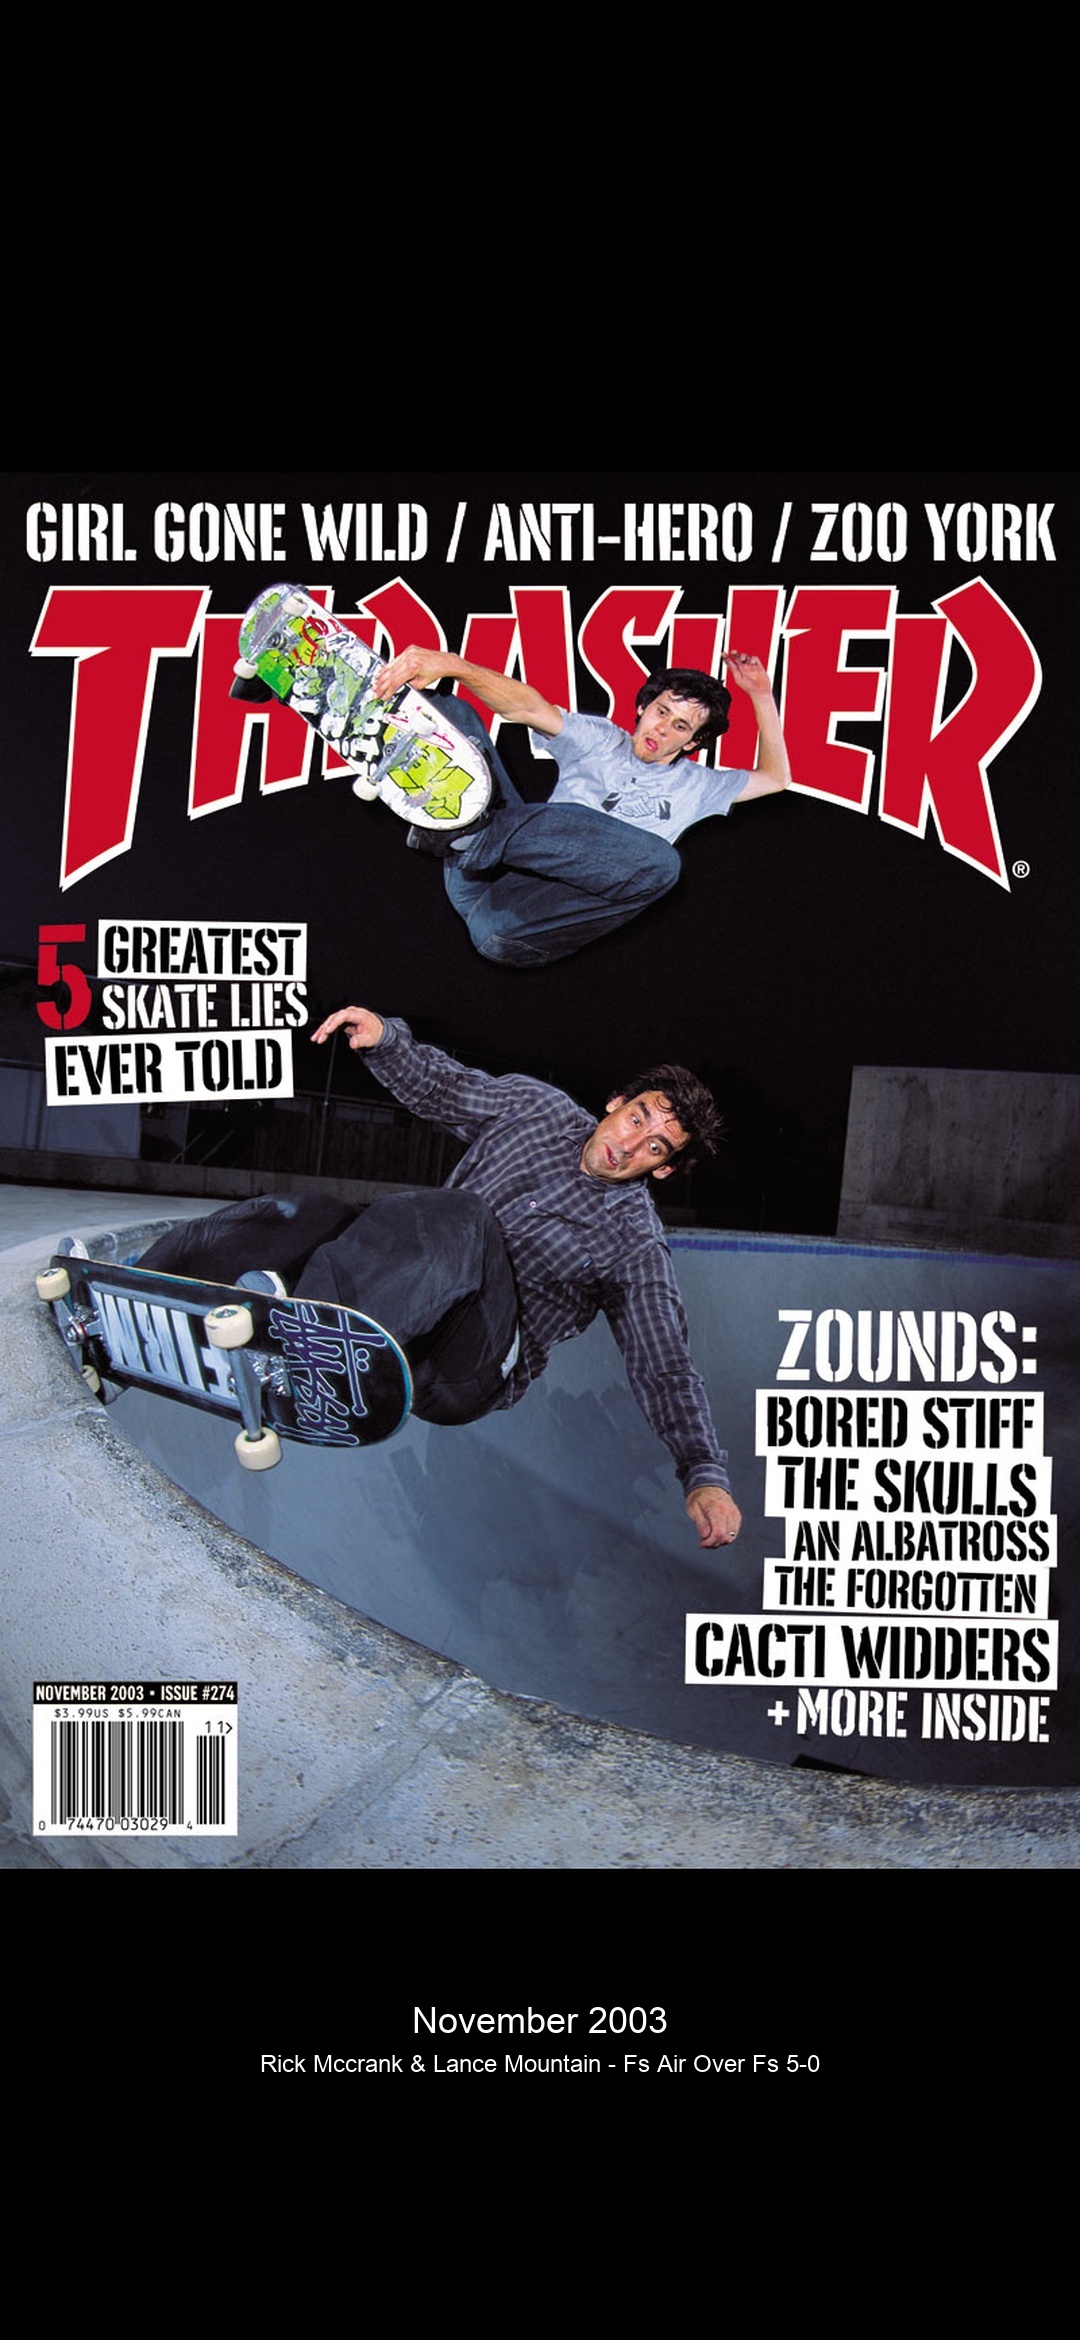 GIRL GONE WILD / ANTI-HERO / ZOO YORK
THRASHER®
5 GREATEST
SKATE LIES
EVER TOLD
FIRM
ZOUNDS:
BORED STIFF
THE SKULLS
AN ALBATROSS
THE FORGOTTEN
CACTI WIDDERS
+MORE INSIDE
NOVEMBER 2003 • ISSUE #274
$3.99US $5.99CAN
11>
0 74470 03029 4
November 2003
Rick Mccrank & Lance Mountain - Fs Air Over Fs 5-0